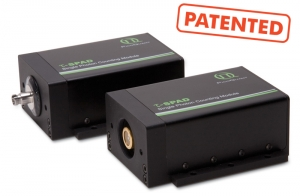 PATENTED
τ-SPAD
Single Photon Counting Module
τ-SPAD
Single Photon Counting Module